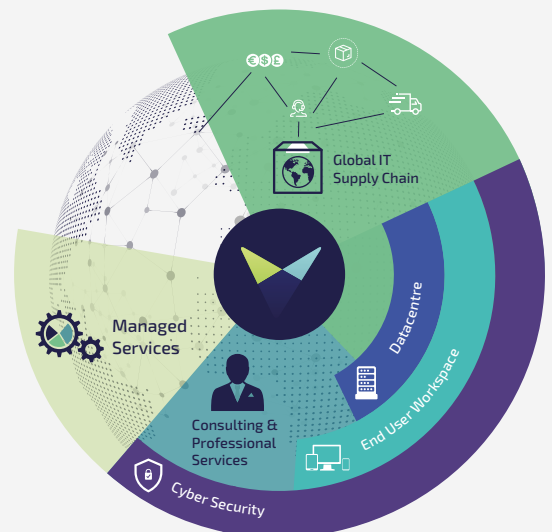 € $ £
Global IT
Supply Chain
Datacentre
End User Workspace
Managed
Services
Consulting &
Professional
Services
Cyber Security